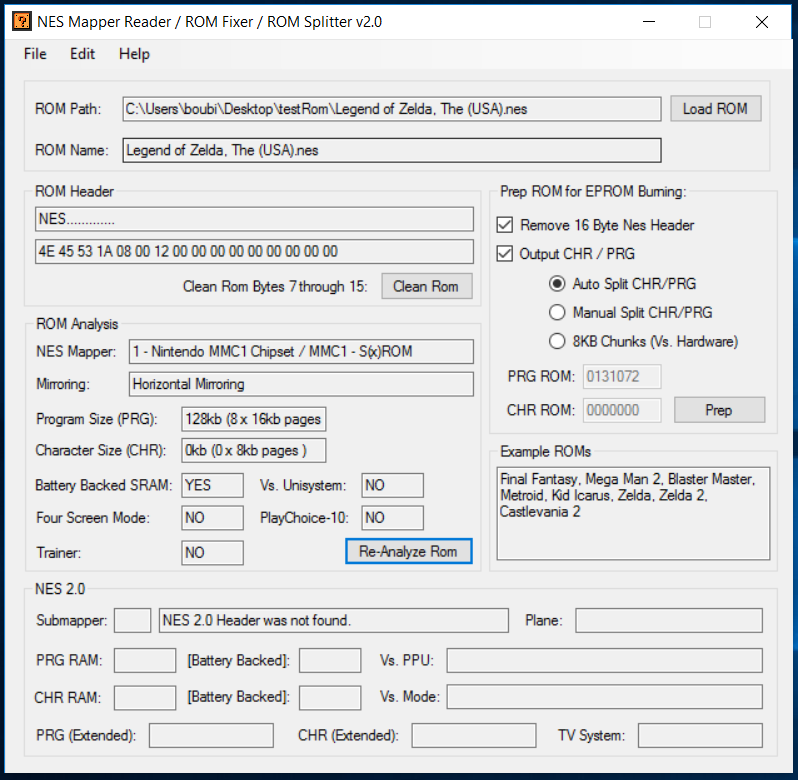 NES Mapper Reader / ROM Fixer / ROM Splitter v2.0
File Edit Help
ROM Path: C:\Users\boubi\Desktop\testRom\Legend of Zelda, The (USA).nes Load ROM
ROM Name: Legend of Zelda, The (USA).nes
ROM Header
NES.............
4E 45 53 1A 08 00 12 00 00 00 00 00 00 00 00 00
Clean Rom Bytes 7 through 15: Clean Rom
Prep ROM for EPROM Burning:
Remove 16 Byte Nes Header
Output CHR / PRG
Auto Split CHR/PRG
Manual Split CHR/PRG
8KB Chunks (Vs. Hardware)
PRG ROM: 0131072
CHR ROM: 0000000 Prep
ROM Analysis
NES Mapper: 1 - Nintendo MMC1 Chipset / MMC1 - S(x)ROM
Mirroring: Horizontal Mirroring
Program Size (PRG): 128kb (8 x 16kb pages
Character Size (CHR): 0kb (0 x 8kb pages )
Battery Backed SRAM: YES Vs. Unisystem: NO
Four Screen Mode: NO PlayChoice-10: NO
Trainer: NO Re-Analyze Rom
Example ROMs
Final Fantasy, Mega Man 2, Blaster Master,
Metroid, Kid Icarus, Zelda, Zelda 2,
Castlevania 2
NES 2.0
Submapper: NES 2.0 Header was not found. Plane:
PRG RAM: [Battery Backed]: Vs. PPU:
CHR RAM: [Battery Backed]: Vs. Mode:
PRG (Extended): CHR (Extended): TV System: